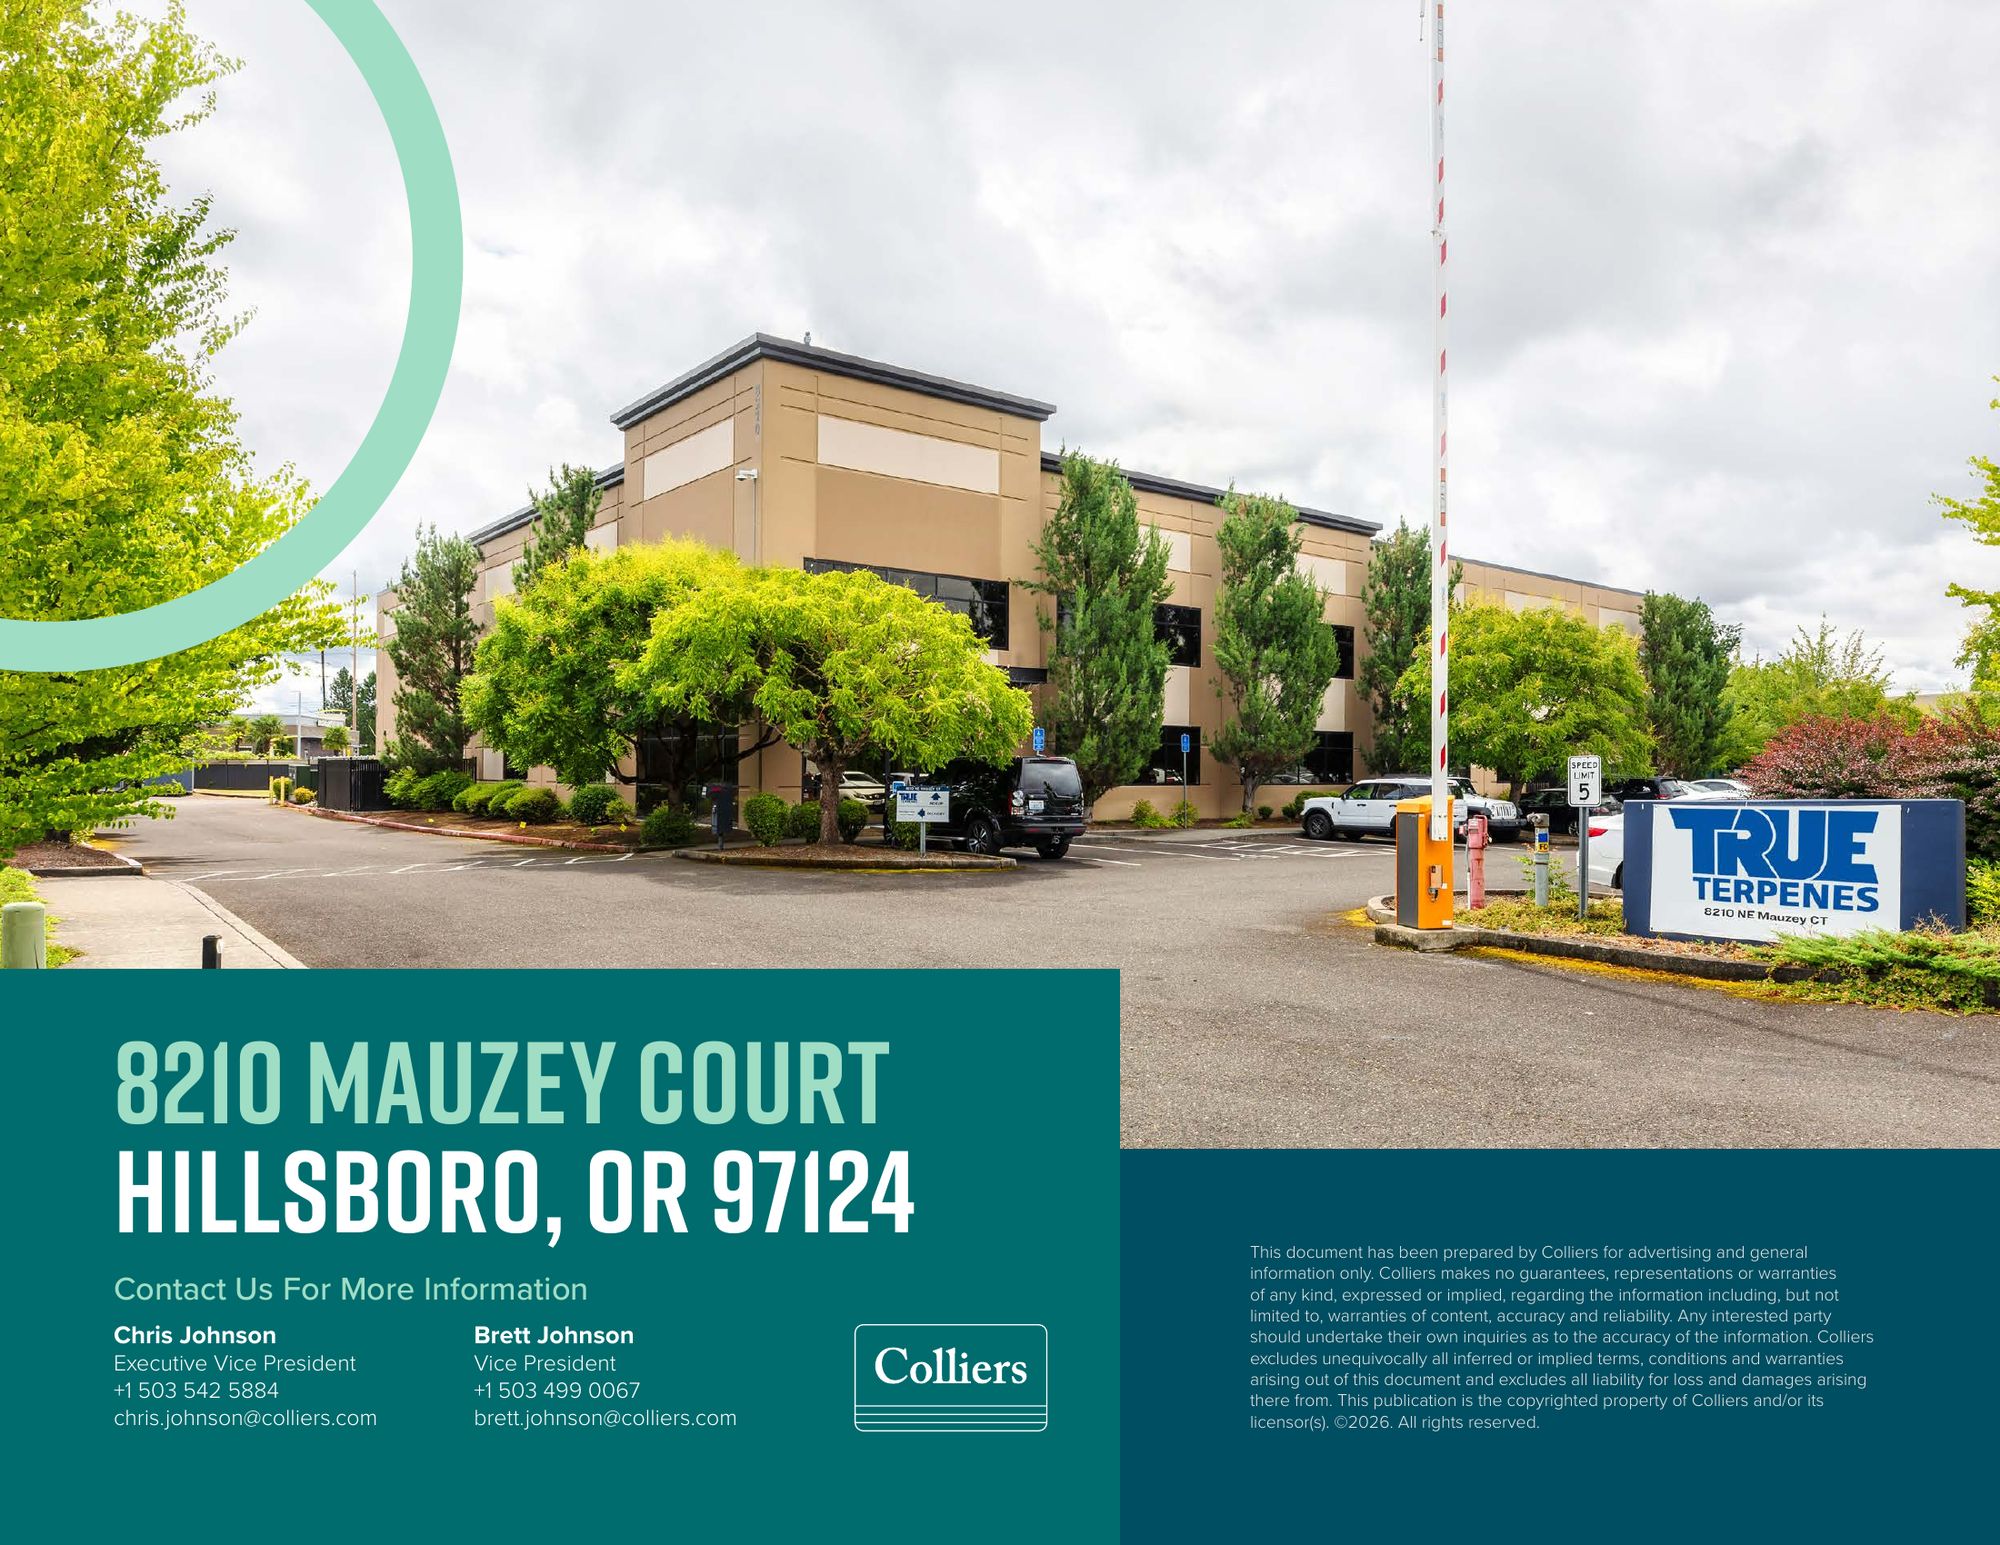 SPEED
LIMIT
5
TRUE
TERPENES
8210 NE Mauzey CT
TRUE
TERPENES
8210 MAUZEY COURT
HILLSBORO, OR 97124
Contact Us For More Information
Chris Johnson
Executive Vice President
+1 503 542 5884
chris.johnson@colliers.com
Brett Johnson
Vice President
+1 503 499 0067
brett.johnson@colliers.com
Colliers
This document has been prepared by Colliers for advertising and general
information only. Colliers makes no guarantees, representations or warranties
of any kind, expressed or implied, regarding the information including, but not
limited to, warranties of content, accuracy and reliability. Any interested party
should undertake their own inquiries as to the accuracy of the information. Colliers
excludes unequivocally all inferred or implied terms, conditions and warranties
arising out of this document and excludes all liability for loss and damages arising
there from. This publication is the copyrighted property of Colliers and/or its
licensor(s). ©2026. All rights reserved.